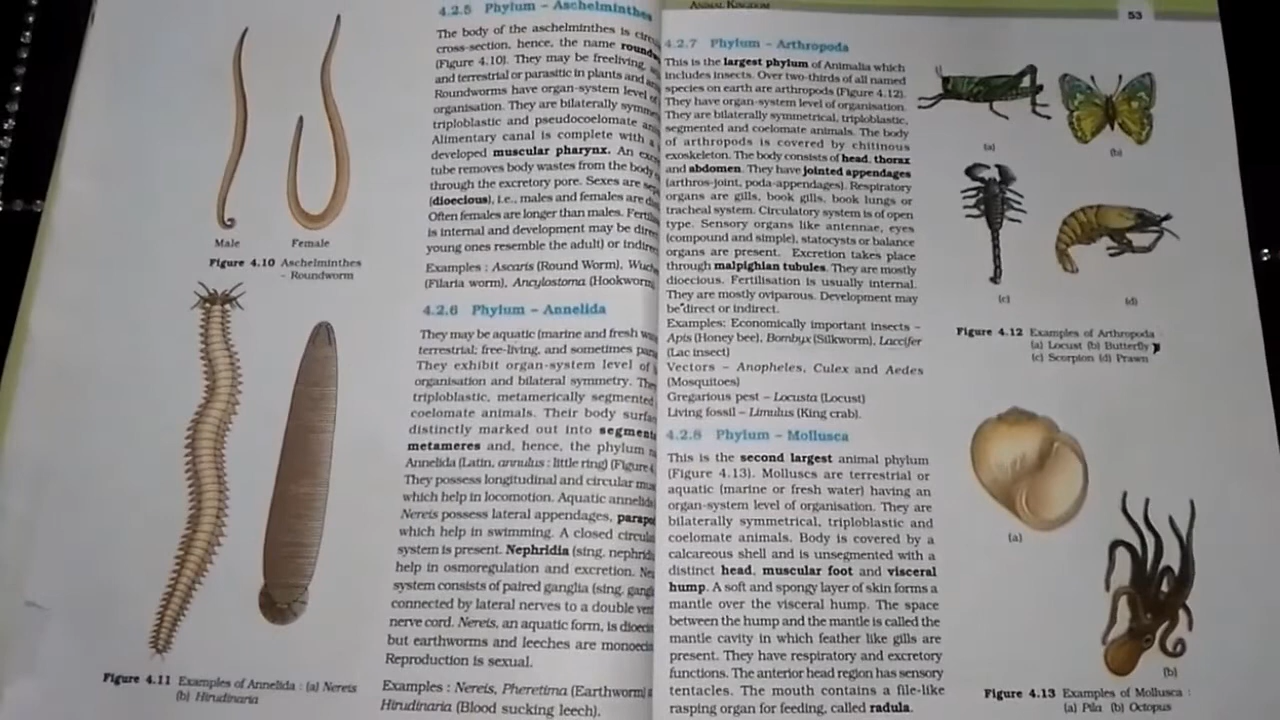 Male Female
Figure 4.10 Aschelminthes
– Roundworm
Figure 4.11 Examples of Annelida : (a) Nereis
(b) Hirudinaria
4.2.5 Phylum – Aschelminthes
The body of the aschelminthes is
cross-section, hence, the name
(Figure 4.10). They may be freeliving,
and terrestrial or parasitic in plants and
Roundworms have organ-system level of
organisation. They are bilaterally
triploblastic and pseudocoelomate
Alimentary canal is complete with a
developed muscular pharynx. An
tube removes body wastes from the body
through the excretory pore. Sexes are
(dioecious), i.e., males and females are
Often females are longer than males.
is internal and development may be
young ones resemble the adult) or
Examples : Ascaris (Round Worm),
(Filaria worm), Ancylostoma (Hookworm
4.2.6 Phylum – Annelida
They may be aquatic (marine and fresh
terrestrial; free-living, and sometimes
They exhibit organ-system level of
organisation and bilateral symmetry.
triploblastic, metamerically segmented
coelomate animals. Their body
distinctly marked out into
metameres and, hence, the phylum
Annelida (Latin, annulus : little ring)
They possess longitudinal and circular
which help in locomotion. Aquatic
Nereis possess lateral appendages,
which help in swimming. A closed
system is present. Nephridia (sing.
help in osmoregulation and excretion.
system consists of paired ganglia (sing.
connected by lateral nerves to a double
nerve cord. Nereis, an aquatic form, is
but earthworms and leeches are
Reproduction is sexual.
Examples : Nereis, Pheretima (Earthworm)
Hirudinaria (Blood sucking leech).
ANIMAL KINGDOM
53
4.2.7 Phylum – Arthropoda
This is the largest phylum of Animalia which
includes insects. Over two-thirds of all named
species on earth are arthropods (Figure 4.12).
They have organ-system level of organisation.
They are bilaterally symmetrical, triploblastic,
segmented and coelomate animals. The body
of arthropods is covered by chitinous
exoskeleton. The body consists of head, thorax
and abdomen. They have jointed appendages
(arthros-joint, poda-appendages). Respiratory
organs are gills, book gills, book lungs or
tracheal system. Circulatory system is of open
type. Sensory organs like antennae, eyes
(compound and simple), statocysts or balance
organs are present. Excretion takes place
through malpighian tubules. They are mostly
dioecious. Fertilisation is usually internal.
They are mostly oviparous. Development may
be direct or indirect.
Examples: Economically important insects –
Apis (Honey bee), Bombyx (Silkworm), Laccifer
(Lac insect)
Vectors – Anopheles, Culex and Aedes
(Mosquitoes)
Gregarious pest – Locusta (Locust)
Living fossil – Limulus (King crab).
4.2.8 Phylum – Mollusca
This is the second largest animal phylum
(Figure 4.13). Molluscs are terrestrial or
aquatic (marine or fresh water) having an
organ-system level of organisation. They are
bilaterally symmetrical, triploblastic and
coelomate animals. Body is covered by a
calcareous shell and is unsegmented with a
distinct head, muscular foot and visceral
hump. A soft and spongy layer of skin forms a
mantle over the visceral hump. The space
between the hump and the mantle is called the
mantle cavity in which feather like gills are
present. They have respiratory and excretory
functions. The anterior head region has sensory
tentacles. The mouth contains a file-like
rasping organ for feeding, called radula.
(a) (b)
(c) (d)
Figure 4.12 Examples of Arthropoda
(a) Locust (b) Butterfly
(c) Scorpion (d) Prawn
(a)
(b)
Figure 4.13 Examples of Mollusca :
(a) Pila (b) Octopus